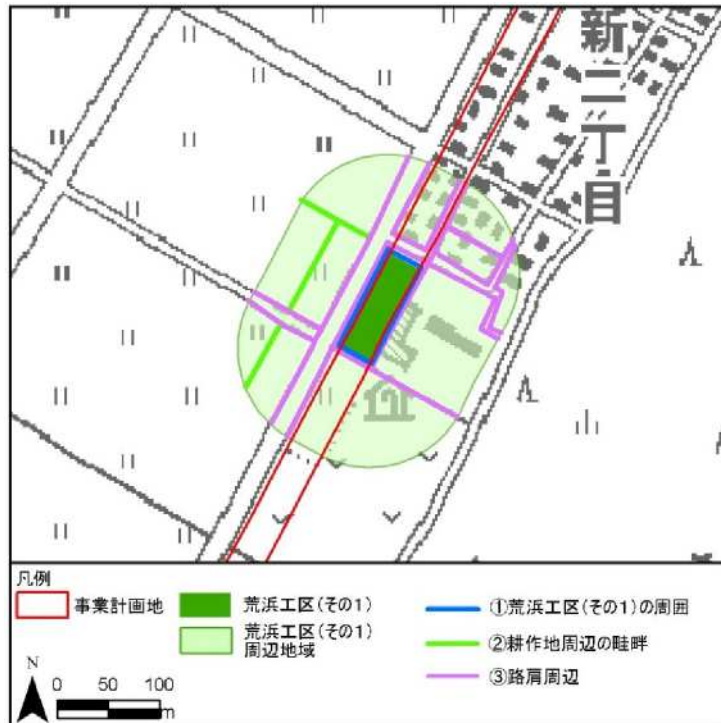 新二丁目
凡例
事業計画地
荒浜工区(その1)
荒浜工区(その1)
周辺地域
①荒浜工区(その1)の周囲
②耕作地周辺の畦畔
③路肩周辺
N
0 50 100
m